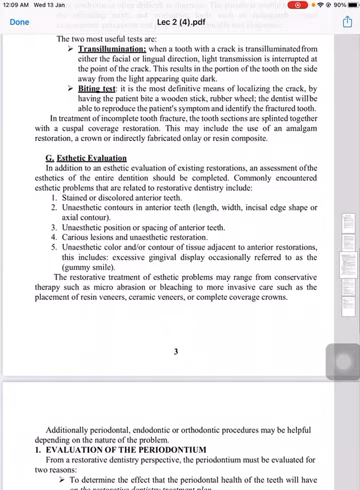 12:09 AM Wed 13 Jan
90%
Done
Lec 2 (4).pdf
The two most useful tests are:
➢ Transillumination: when a tooth with a crack is transilluminated from
either the facial or lingual direction, light transmission is interrupted at
the point of the crack. This results in the portion of the tooth on the side
away from the light appearing quite dark.
➢ Biting test: it is the most definitive means of localizing the crack, by
having the patient bite a wooden stick, rubber wheel; the dentist will be
able to reproduce the patient's symptom and identify the fractured tooth.
In treatment of incomplete tooth fracture, the tooth sections are splinted together
with a cuspal coverage restoration. This may include the use of an amalgam
restoration, a crown or indirectly fabricated onlay or resin composite.
G. Esthetic Evaluation
In addition to an esthetic evaluation of existing restorations, an assessment of the
esthetics of the entire dentition should be completed. Commonly encountered
esthetic problems that are related to restorative dentistry include:
1. Stained or discolored anterior teeth.
2. Unaesthetic contours in anterior teeth (length, width, incisal edge shape or
axial contour).
3. Unaesthetic position or spacing of anterior teeth.
4. Carious lesions and unaesthetic restoration.
5. Unaesthetic color and/or contour of tissue adjacent to anterior restorations,
this includes: excessive gingival display occasionally referred to as the
(gummy smile).
The restorative treatment of esthetic problems may range from conservative
therapy such as micro abrasion or bleaching to more invasive care such as the
placement of resin veneers, ceramic veneers, or complete coverage crowns.
3
Additionally periodontal, endodontic or orthodontic procedures may be helpful
depending on the nature of the problem.
1. EVALUATION OF THE PERIODONTIUM
From a restorative dentistry perspective, the periodontium must be evaluated for
two reasons:
➢ To determine the effect that the periodontal health of the teeth will have
on the restorative dentistry treatment plan